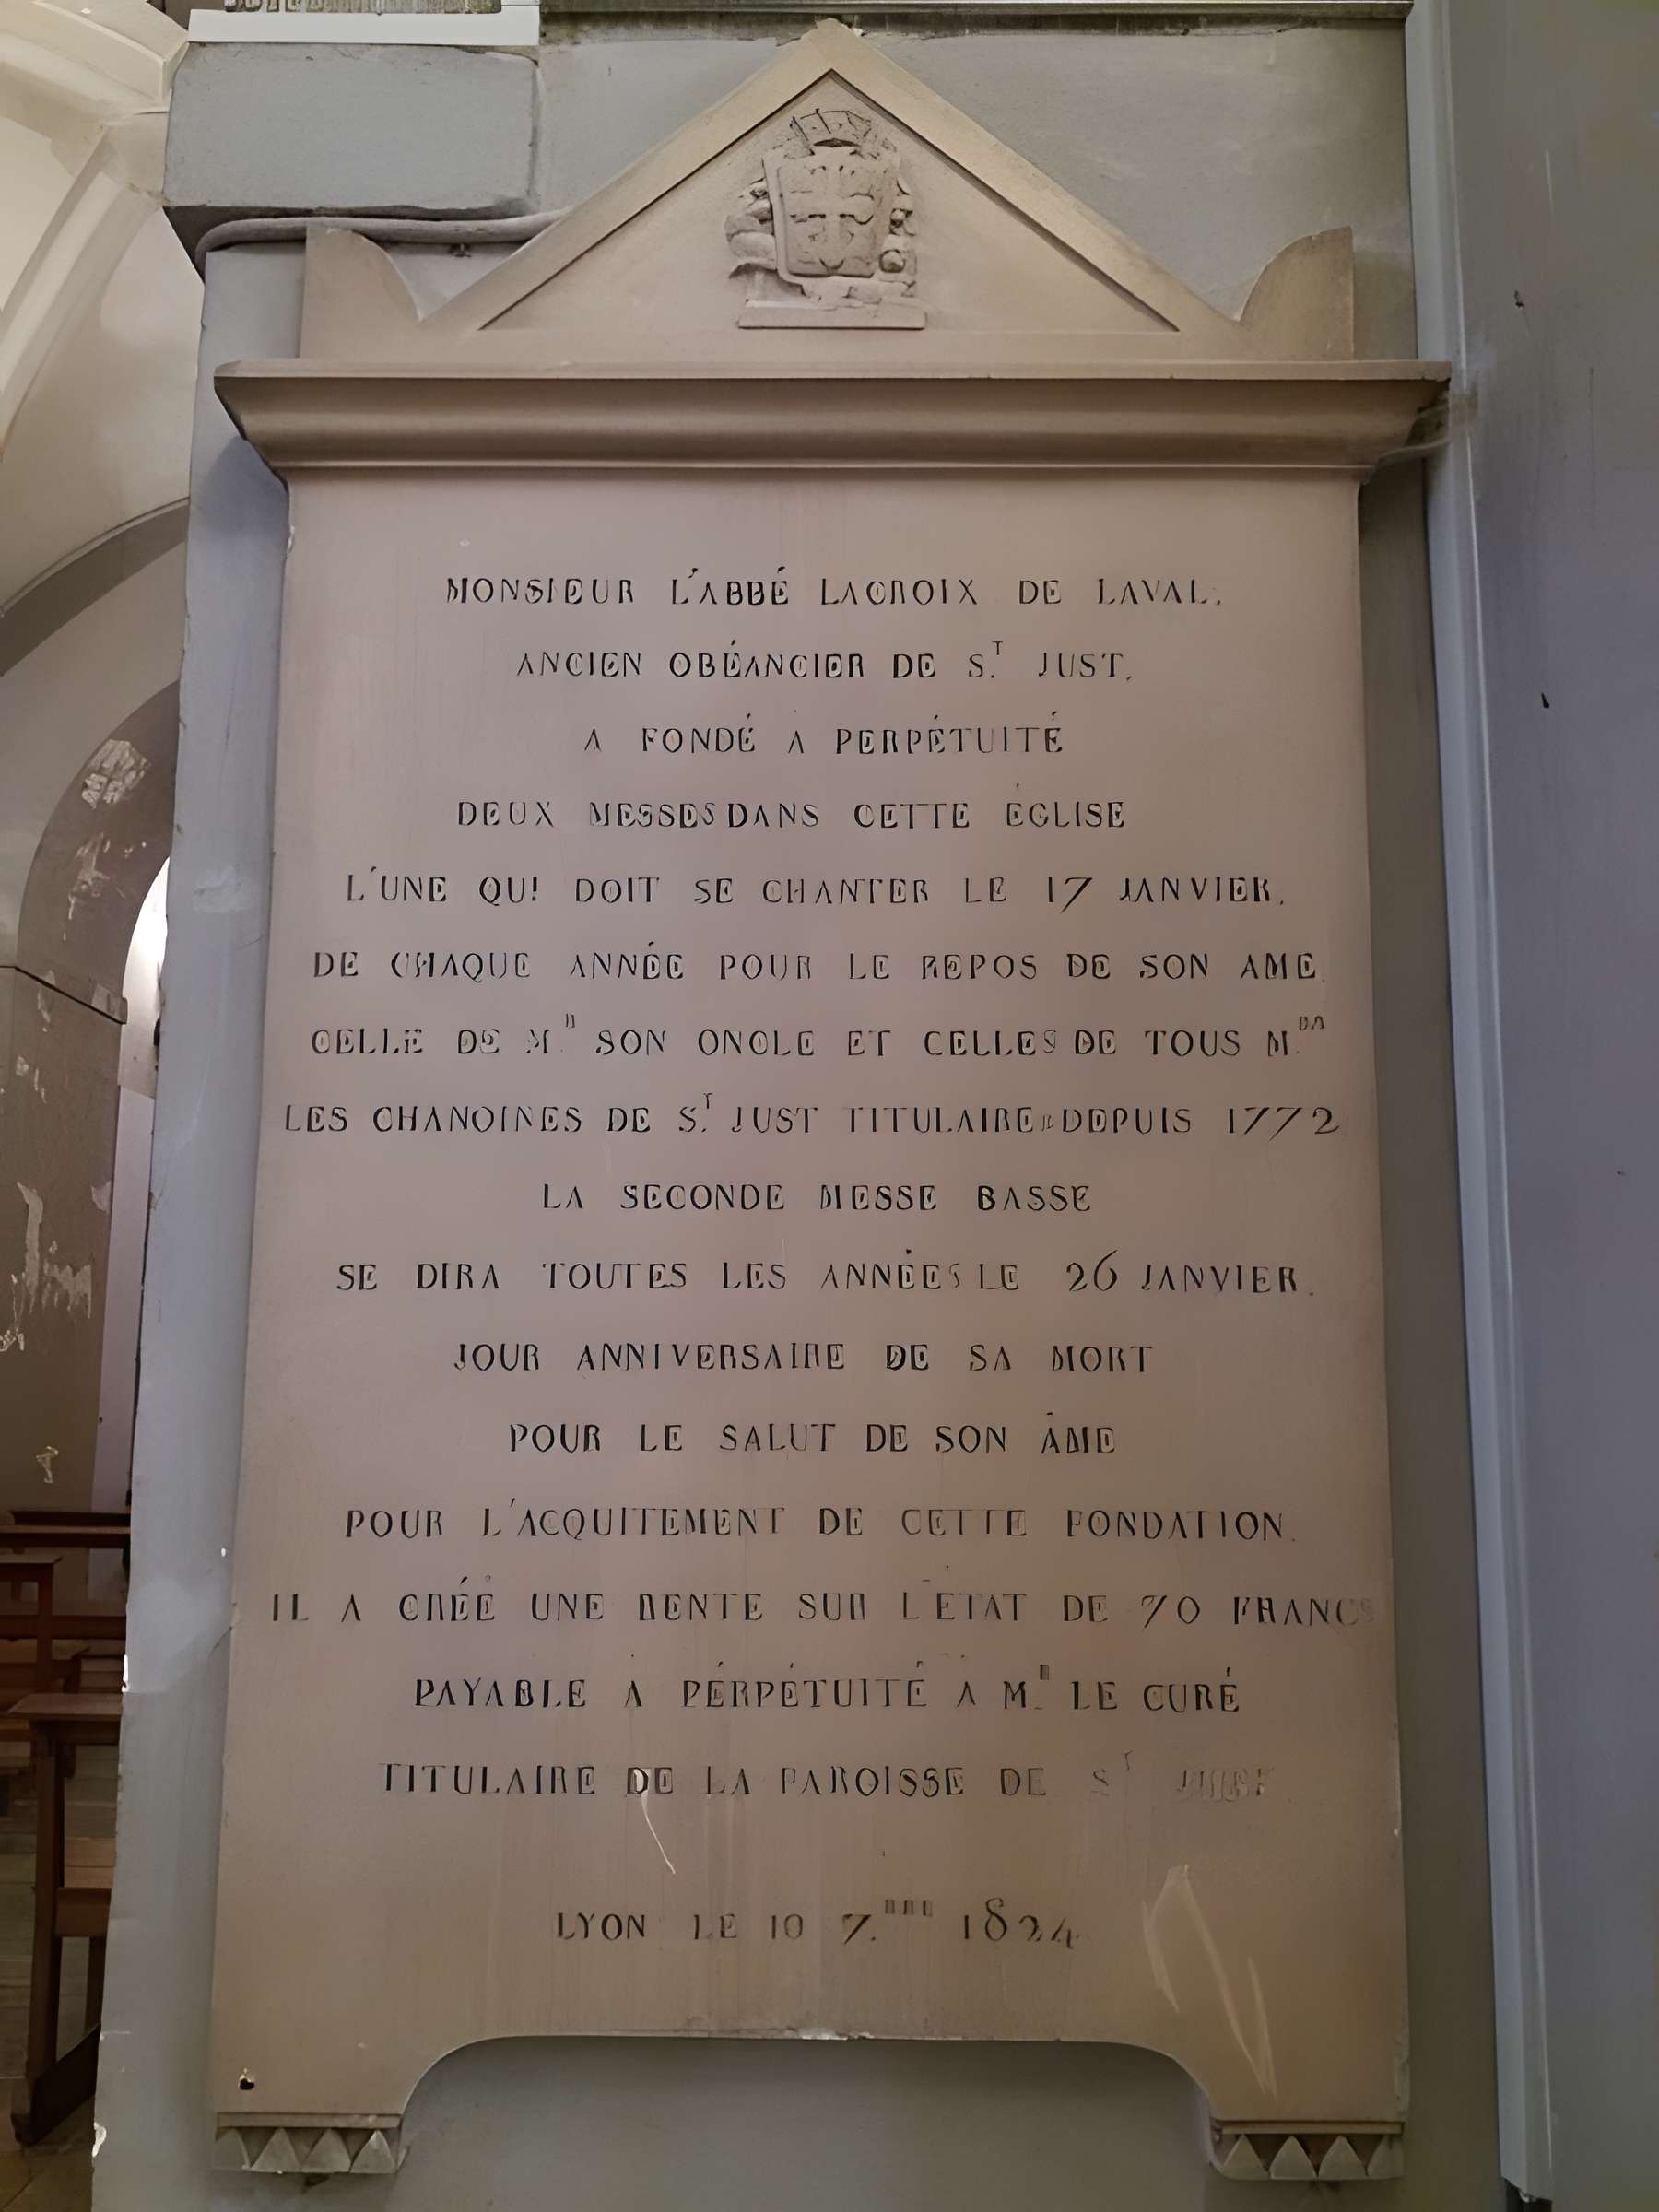 MONSIEUR L'ABBÉ LACROIX DE LAVAL,
ANCIEN OBÉANCIER DE S.T JUST,
A FONDÉ A PERPÉTUITÉ
DEUX MESSES DANS CETTE ÉGLISE
L'UNE QUI DOIT SE CHANTER LE 17 JANVIER,
DE CHAQUE ANNÉE POUR LE REPOS DE SON AME,
CELLE DE M.R SON ONCLE ET CELLES DE TOUS M.RS
LES CHANOINES DE S.T JUST TITULAIRES DEPUIS 1772
LA SECONDE MESSE BASSE
SE DIRA TOUTES LES ANNÉES LE 26 JANVIER.
JOUR ANNIVERSAIRE DE SA MORT
POUR LE SALUT DE SON ÂME
POUR L'ACQUITEMENT DE CETTE FONDATION.
IL A CRÉÉ UNE RENTE SUR L'ÉTAT DE 70 FRANCS
PAYABLE A PÉRPÉTUITÉ A M.R LE CURÉ
TITULAIRE DE LA PAROISSE DE ST JUST
LYON LE 10 7.BRE 1824